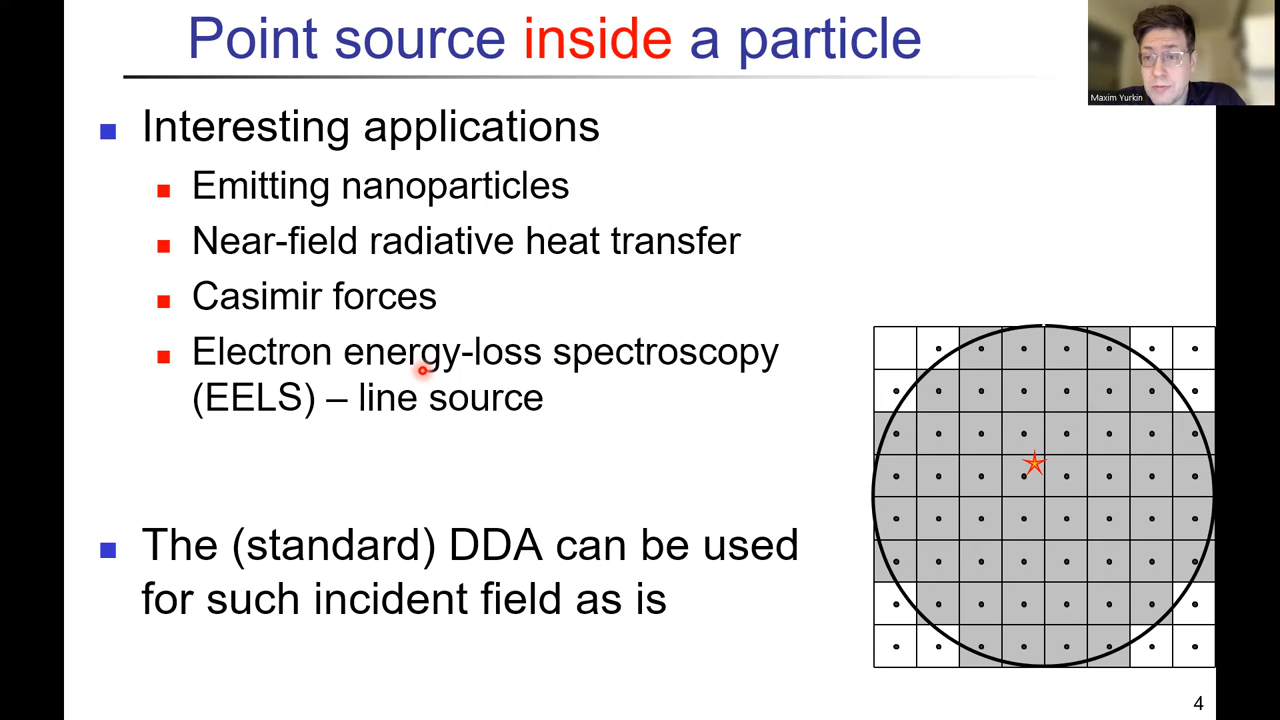 Point source inside a particle
Maxim Yurkin
Interesting applications
Emitting nanoparticles
Near-field radiative heat transfer
Casimir forces
Electron energy-loss spectroscopy
(EELS) – line source
The (standard) DDA can be used
for such incident field as is
4